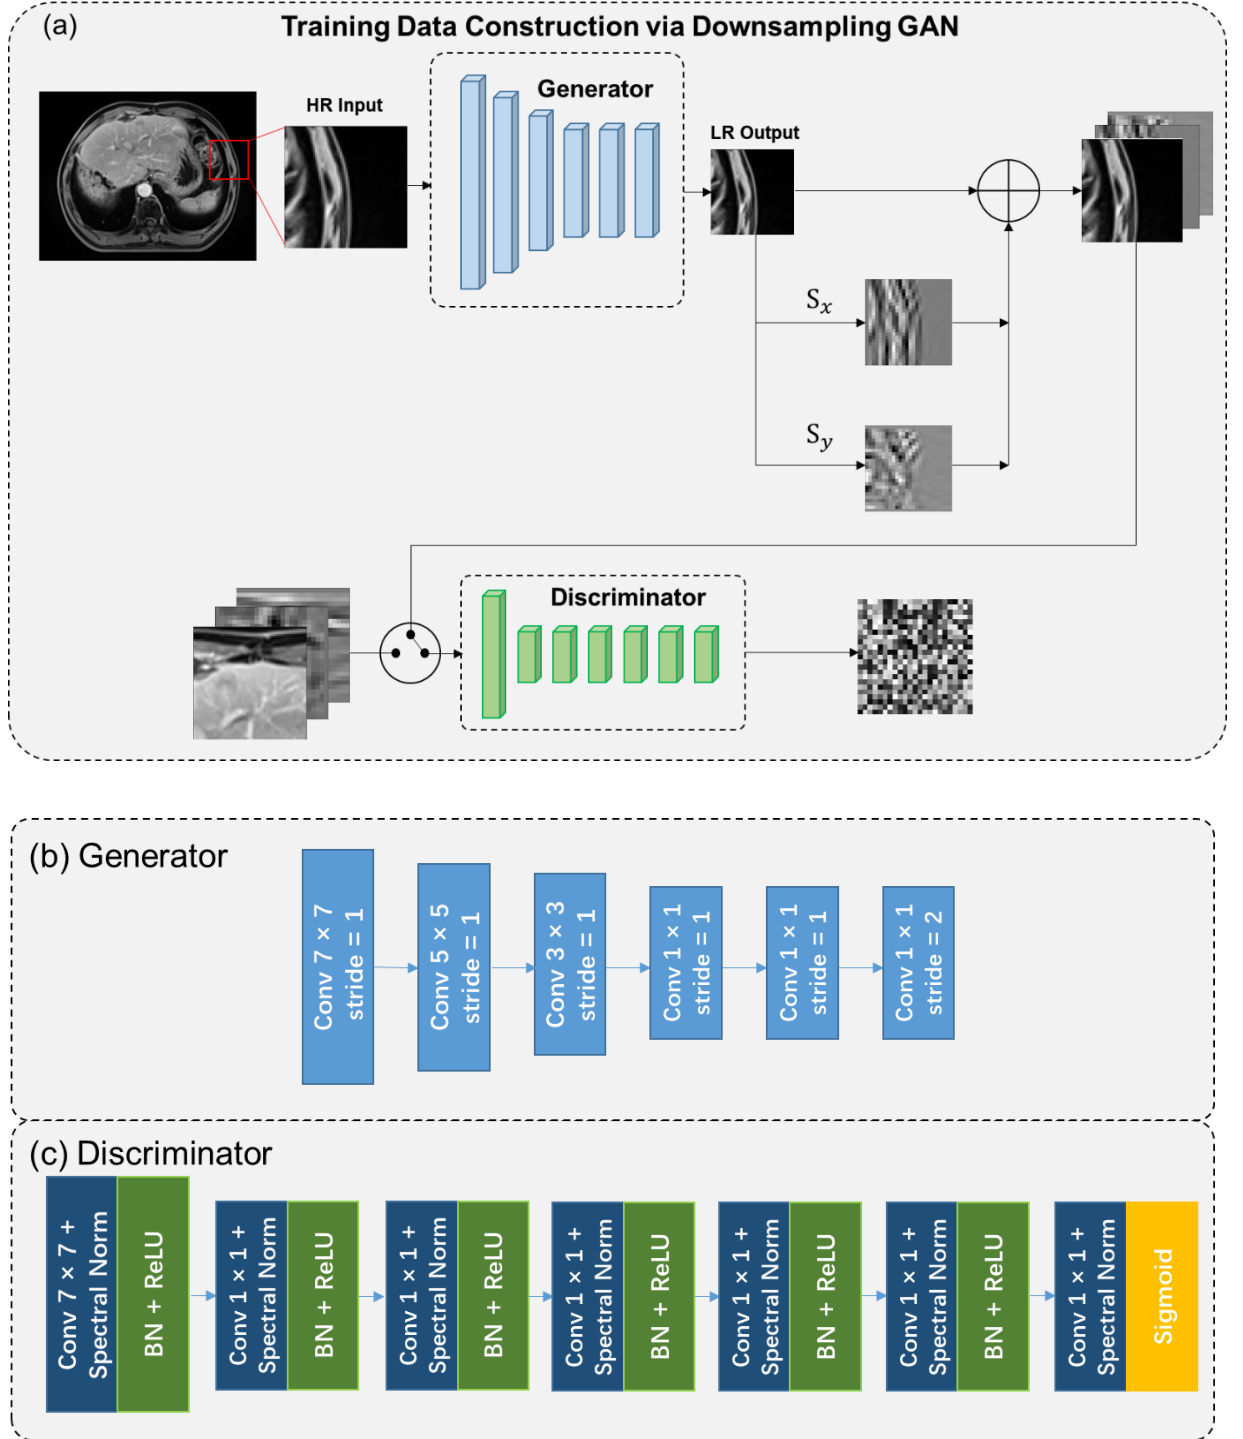 (a)
Training Data Construction via Downsampling GAN
Generator
HR Input
LR Output
Sₓ
S_y
Discriminator
(b) Generator
Conv 7 × 7
stride = 1
Conv 5 × 5
stride = 1
Conv 3 × 3
stride = 1
Conv 1 × 1
stride = 1
Conv 1 × 1
stride = 1
Conv 1 × 1
stride = 2
(c) Discriminator
Conv 7 × 7 +
Spectral Norm
BN + ReLU
Conv 1 × 1 +
Spectral Norm
BN + ReLU
Conv 1 × 1 +
Spectral Norm
BN + ReLU
Conv 1 × 1 +
Spectral Norm
BN + ReLU
Conv 1 × 1 +
Spectral Norm
BN + ReLU
Conv 1 × 1 +
Spectral Norm
BN + ReLU
Conv 1 × 1 +
Spectral Norm
Sigmoid